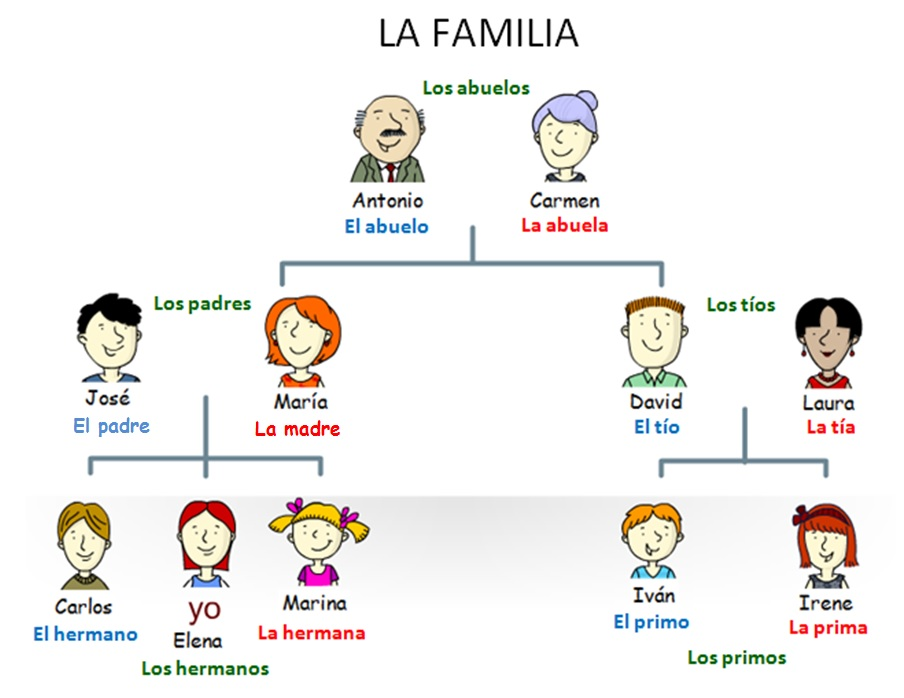 LA FAMILIA
Los abuelos
Antonio
El abuelo
Carmen
La abuela
Los padres
José
El padre
María
La madre
Los tíos
David
El tío
Laura
La tía
Carlos
El hermano
yo
Elena
Marina
La hermana
Los hermanos
Iván
El primo
Irene
La prima
Los primos